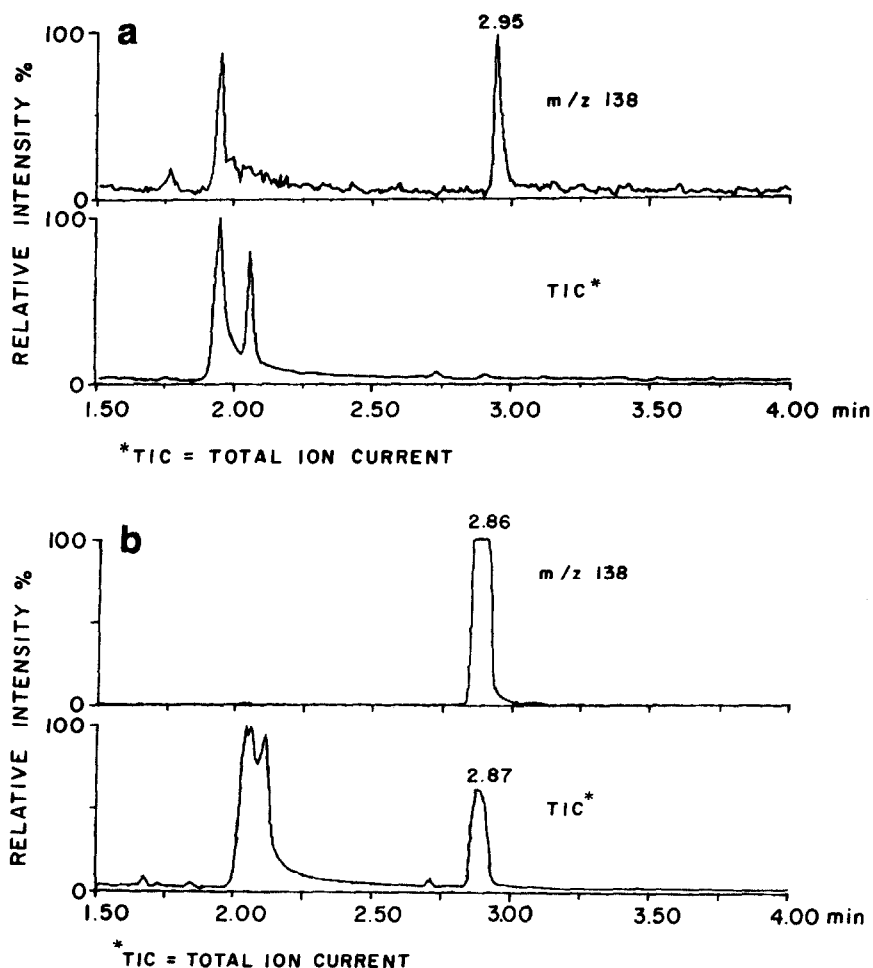 a
2.95
100
m/z 138
0
RELATIVE INTENSITY %
100
TIC*
0
1.50 2.00 2.50 3.00 3.50 4.00 min
*TIC = TOTAL ION CURRENT
b
2.86
100
m/z 138
0
RELATIVE INTENSITY %
100
2.87
TIC*
0
1.50 2.00 2.50 3.00 3.50 4.00 min
*TIC = TOTAL ION CURRENT